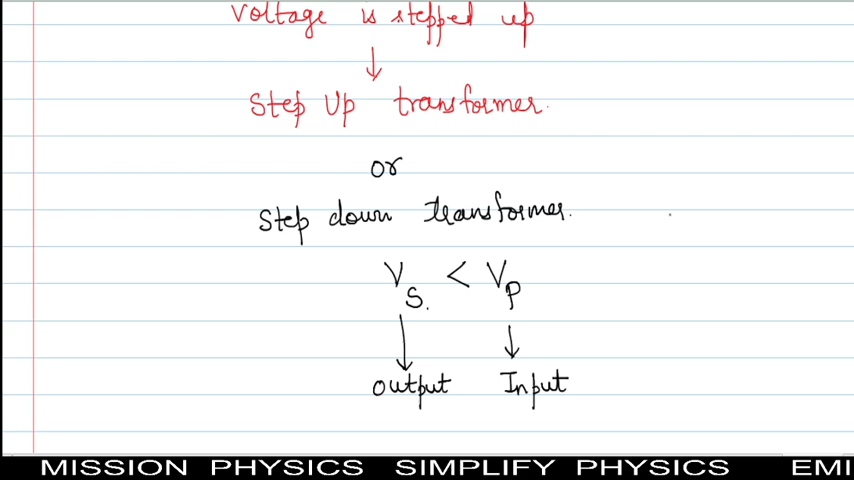 Voltage is stepped up
↓
Step Up transformer.
or
Step down transformer.
Vs. < Vp
↓ ↓
output Input
MISSION PHYSICS SIMPLIFY PHYSICS EMI